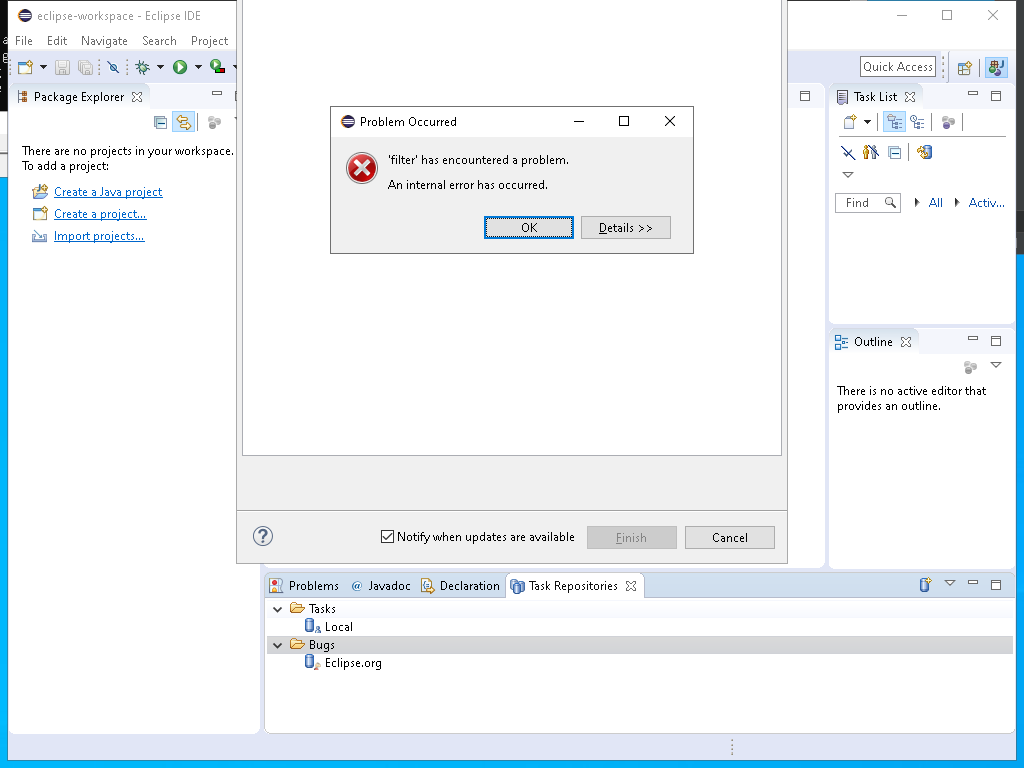 eclipse-workspace - Eclipse IDE
File Edit Navigate Search Project
Quick Access
Package Explorer
There are no projects in your workspace.
To add a project:
Create a Java project
Create a project...
Import projects...
Problem Occurred
'filter' has encountered a problem.
An internal error has occurred.
OK
Details >>
?
Notify when updates are available
Finish
Cancel
Task List
Find
All
Activ...
Outline
There is no active editor that
provides an outline.
Problems
@ Javadoc
Declaration
Task Repositories
Tasks
Local
Bugs
Eclipse.org